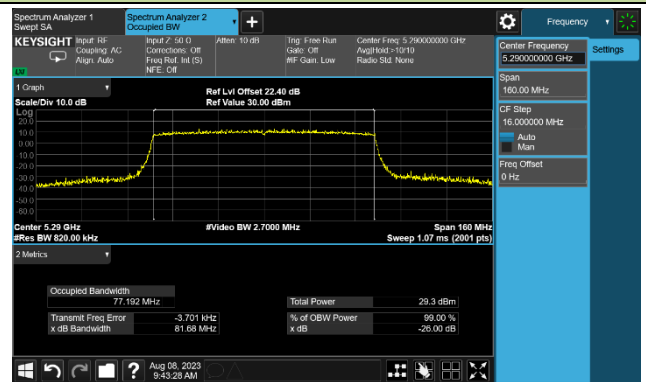 Spectrum Analyzer 1
Swept SA
Spectrum Analyzer 2
Occupied BW
Frequency
KEYSIGHT
Input: RF
Coupling: AC
Align: Auto
Input Z: 50 Ω
Corrections: Off
Freq Ref: Int (S)
NFE: Off
Atten: 10 dB
Trig: Free Run
Gate: Off
#IF Gain: Low
Center Freq: 5.290000000 GHz
Avg|Hold:>10/10
Radio Std: None
LW
Center Frequency
5.290000000 GHz
Settings
Span
160.00 MHz
CF Step
16.000000 MHz
Auto
Man
Freq Offset
0 Hz
1 Graph
Scale/Div 10.0 dB
Ref Lvl Offset 22.40 dB
Ref Value 30.00 dBm
Log
20.0
10.0
0.00
-10.0
-20.0
-30.0
-40.0
-50.0
-60.0
Center 5.29 GHz
#Video BW 2.7000 MHz
Span 160 MHz
#Res BW 820.00 kHz
Sweep 1.07 ms (2001 pts)
2 Metrics
Occupied Bandwidth
77.192 MHz
Total Power 29.3 dBm
Transmit Freq Error -3.701 kHz
% of OBW Power 99.00 %
x dB Bandwidth 81.68 MHz
x dB -26.00 dB
?
Aug 08, 2023
9:43:28 AM